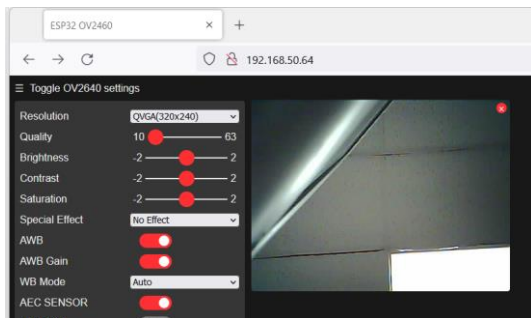 ESP32 OV2460
192.168.50.64
☰ Toggle OV2640 settings
Resolution QVGA(320x240)
Quality 10 63
Brightness -2 2
Contrast -2 2
Saturation -2 2
Special Effect No Effect
AWB
AWB Gain
WB Mode Auto
AEC SENSOR